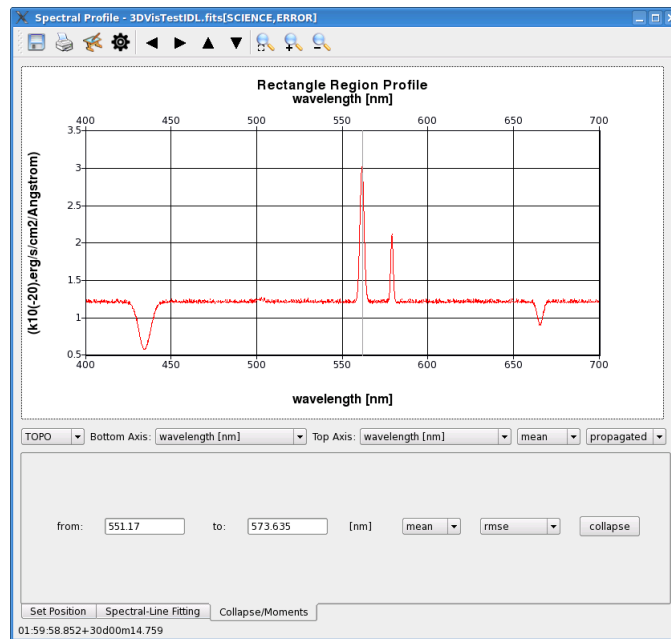 Spectral Profile - 3DVisTestIDL.fits[SCIENCE,ERROR]
Rectangle Region Profile
wavelength [nm]
400 450 500 550 600 650 700
3.5
3
2.5
2
1.5
1
0.5
(k10(-20).erg/s/cm2/Angstrom)
400 450 500 550 600 650 700
wavelength [nm]
TOPO Bottom Axis: wavelength [nm] Top Axis: wavelength [nm] mean propagated
from: 551.17 to: 573.635 [nm] mean rmse collapse
Set Position Spectral-Line Fitting Collapse/Moments
01:59:58.852+30d00m14.759